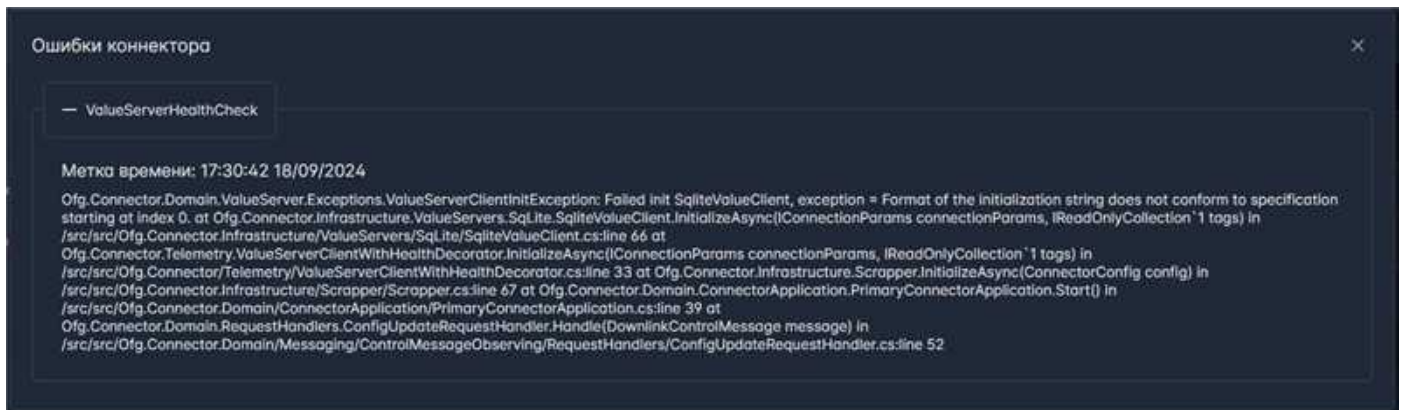 Ошибки коннектора
— ValueServerHealthCheck
Метка времени: 17:30:42 18/09/2024
Ofg.Connector.Domain.ValueServer.Exceptions.ValueServerClientInitException: Failed init SqliteValueClient, exception = Format of the initialization string does not conform to specification
starting at index 0. at Ofg.Connector.Infrastructure.ValueServers.SqLite.SqliteValueClient.InitializeAsync(IConnectionParams connectionParams, IReadOnlyCollection`1 tags) in
/src/src/Ofg.Connector.Infrastructure/ValueServers/SqLite/SqliteValueClient.cs:line 66 at
Ofg.Connector.Telemetry.ValueServerClientWithHealthDecorator.InitializeAsync(IConnectionParams connectionParams, IReadOnlyCollection`1 tags) in
/src/src/Ofg.Connector/Telemetry/ValueServerClientWithHealthDecorator.cs:line 33 at Ofg.Connector.Infrastructure.Scrapper.InitializeAsync(ConnectorConfig config) in
/src/src/Ofg.Connector.Infrastructure/Scrapper/Scrapper.cs:line 67 at Ofg.Connector.Domain.ConnectorApplication.PrimaryConnectorApplication.Start() in
/src/src/Ofg.Connector.Domain/ConnectorApplication/PrimaryConnectorApplication.cs:line 39 at
Ofg.Connector.Domain.RequestHandlers.ConfigUpdateRequestHandler.Handle(DownlinkControlMessage message) in
/src/src/Ofg.Connector.Domain/Messaging/ControlMessageObserving/RequestHandlers/ConfigUpdateRequestHandler.cs:line 52